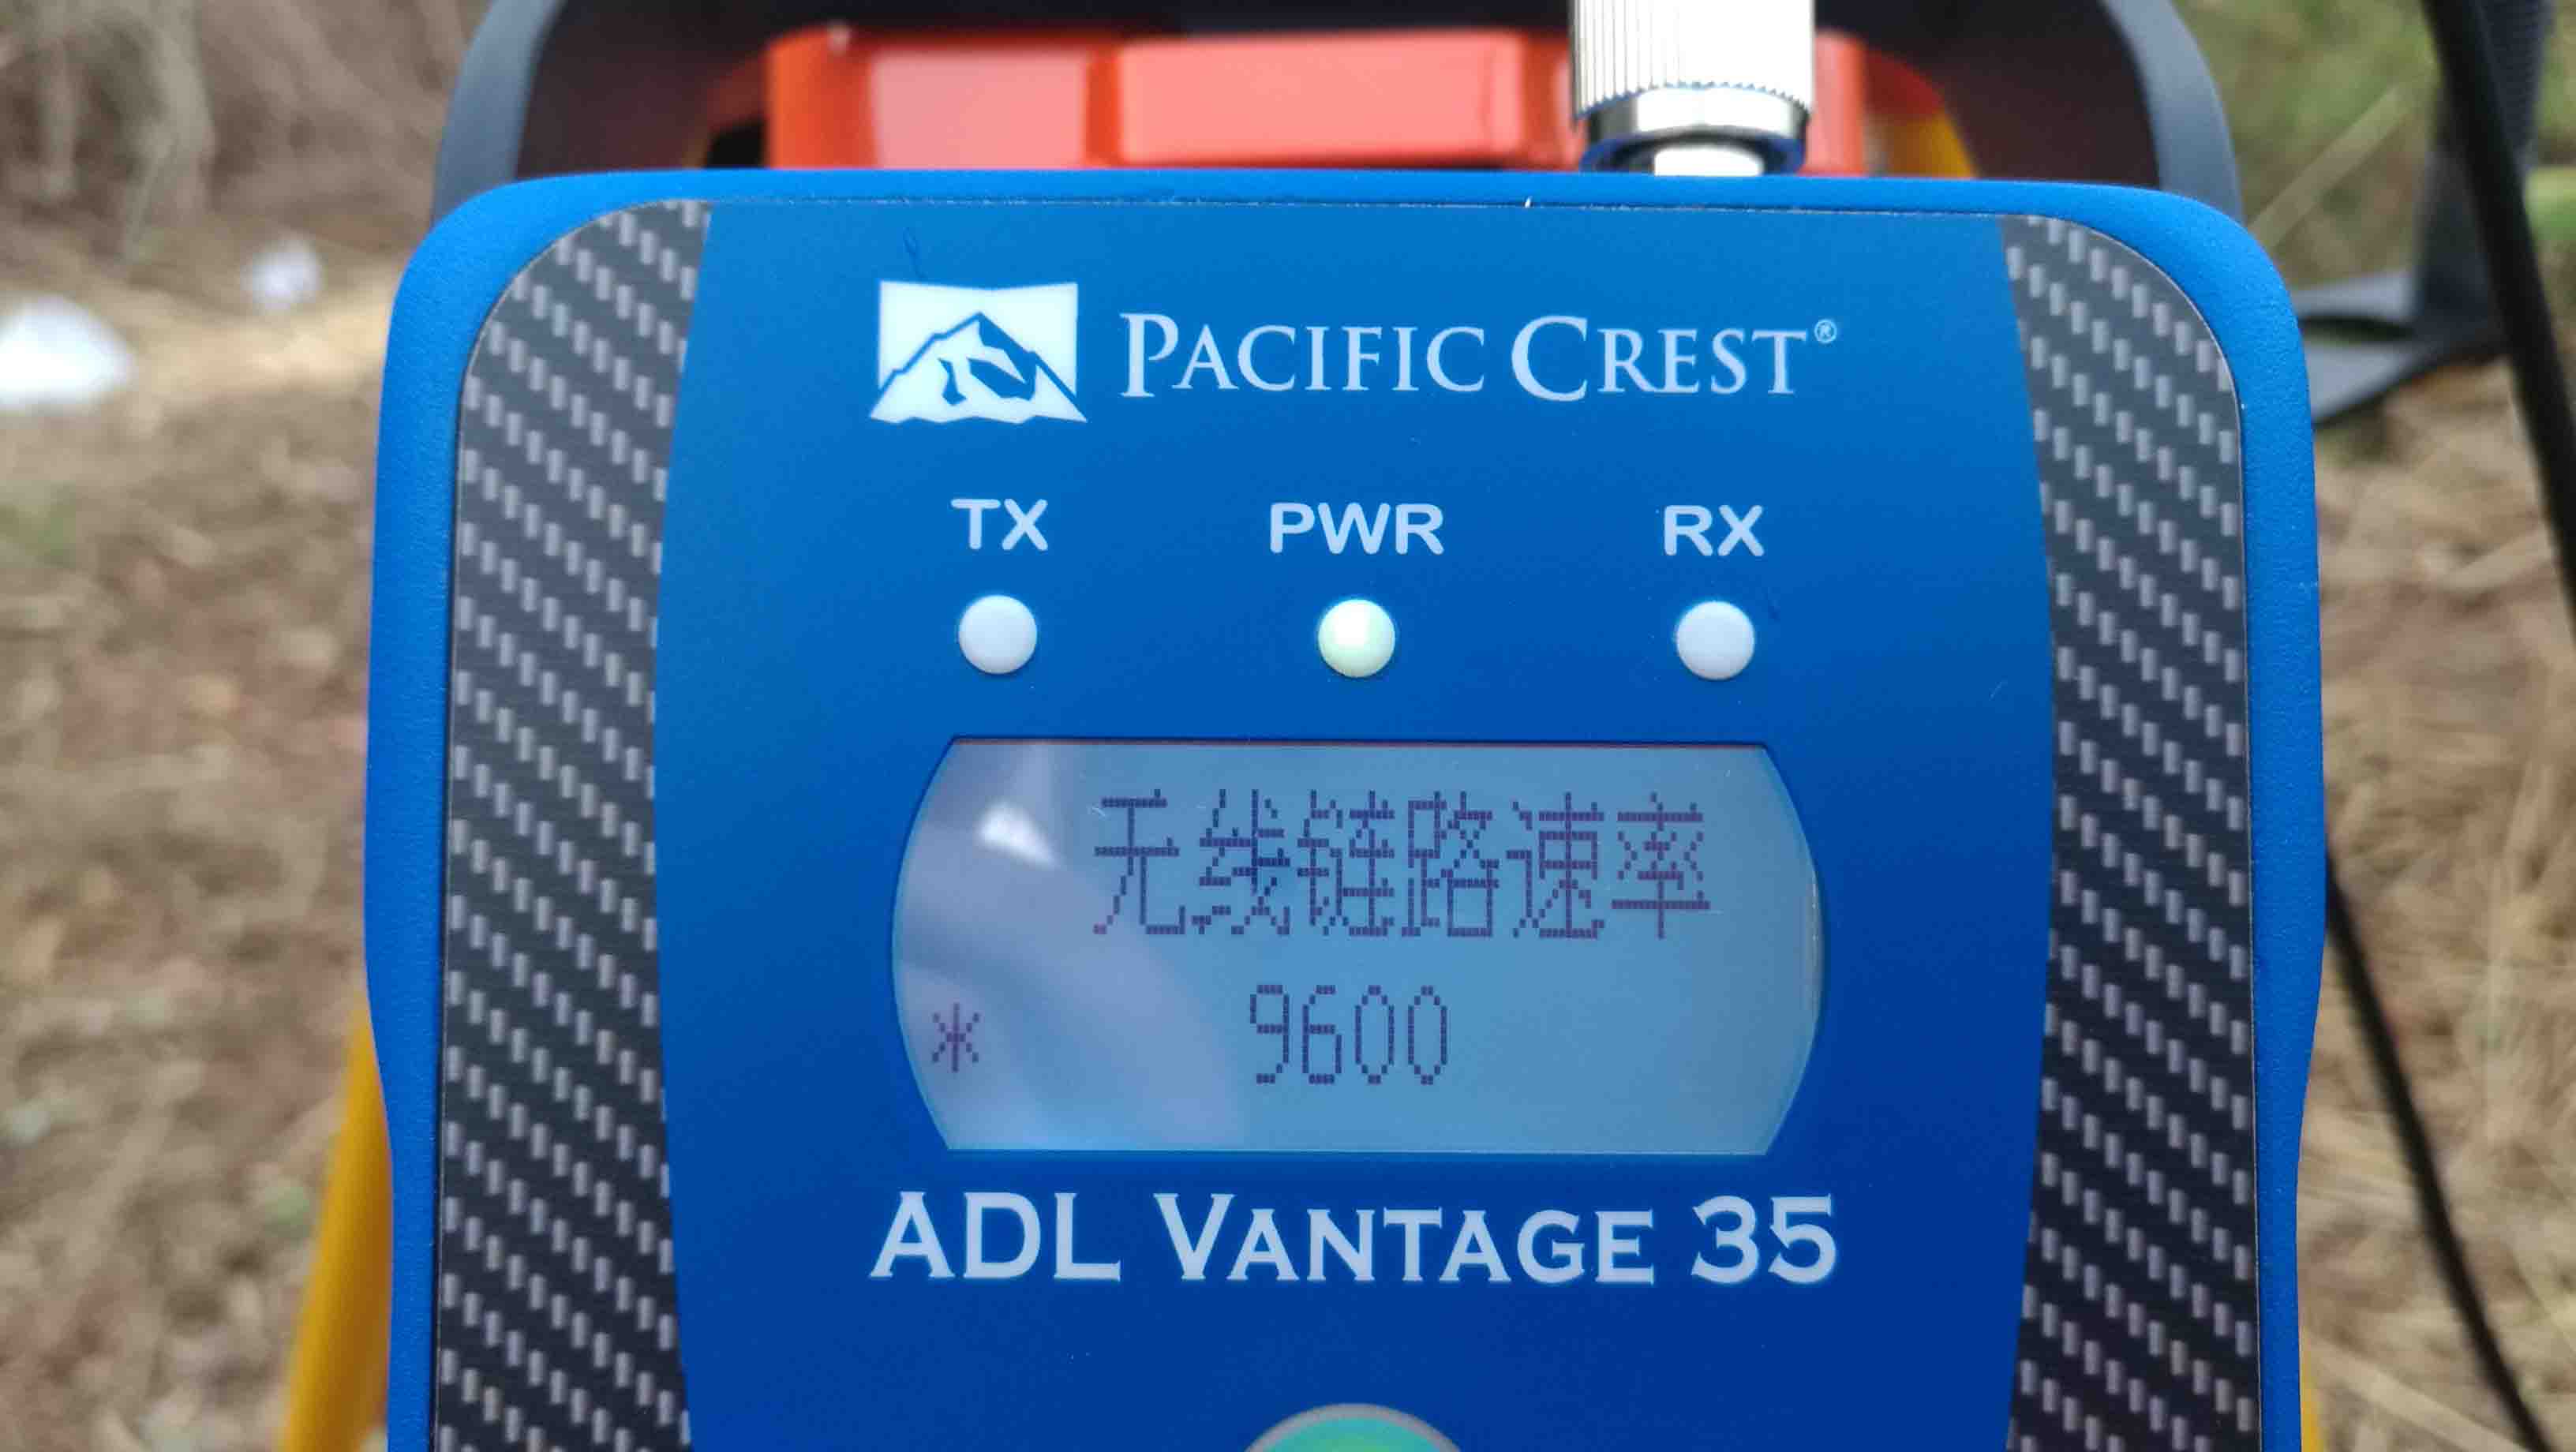 PACIFIC CREST®
TX PWR RX
无线链路速率
* 9600
ADL VANTAGE 35